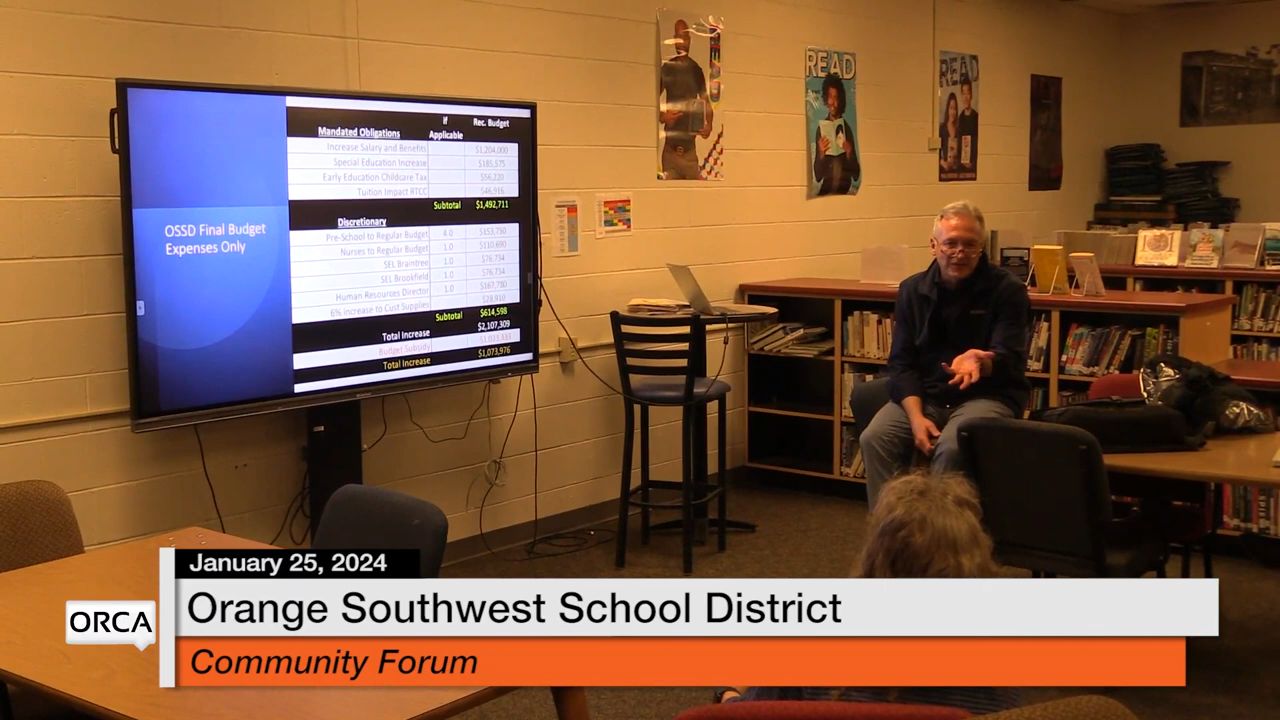 If
Applicable
Rec. Budget
Mandated Obligations
Increase Salary and Benefits $1,204,000
Special Education Increase $185,575
Early Education Childcare Tax $56,220
Tuition Impact RTCC $46,916
Subtotal $1,492,711
Discretionary
Pre-School to Regular Budget 4.0 $153,750
Nurses to Regular Budget 1.0 $110,690
SEL Braintree 1.0 $76,734
SEL Brookfield 1.0 $76,734
Human Resources Director 1.0
6% Increase to Cust Supplies $28,910
Subtotal $614,598
Total Increase $2,107,309
Budget Subsidy
Total Increase $1,073,976
OSSD Final Budget
Expenses Only
READ
READ
January 25, 2024
Orange Southwest School District
ORCA
Community Forum